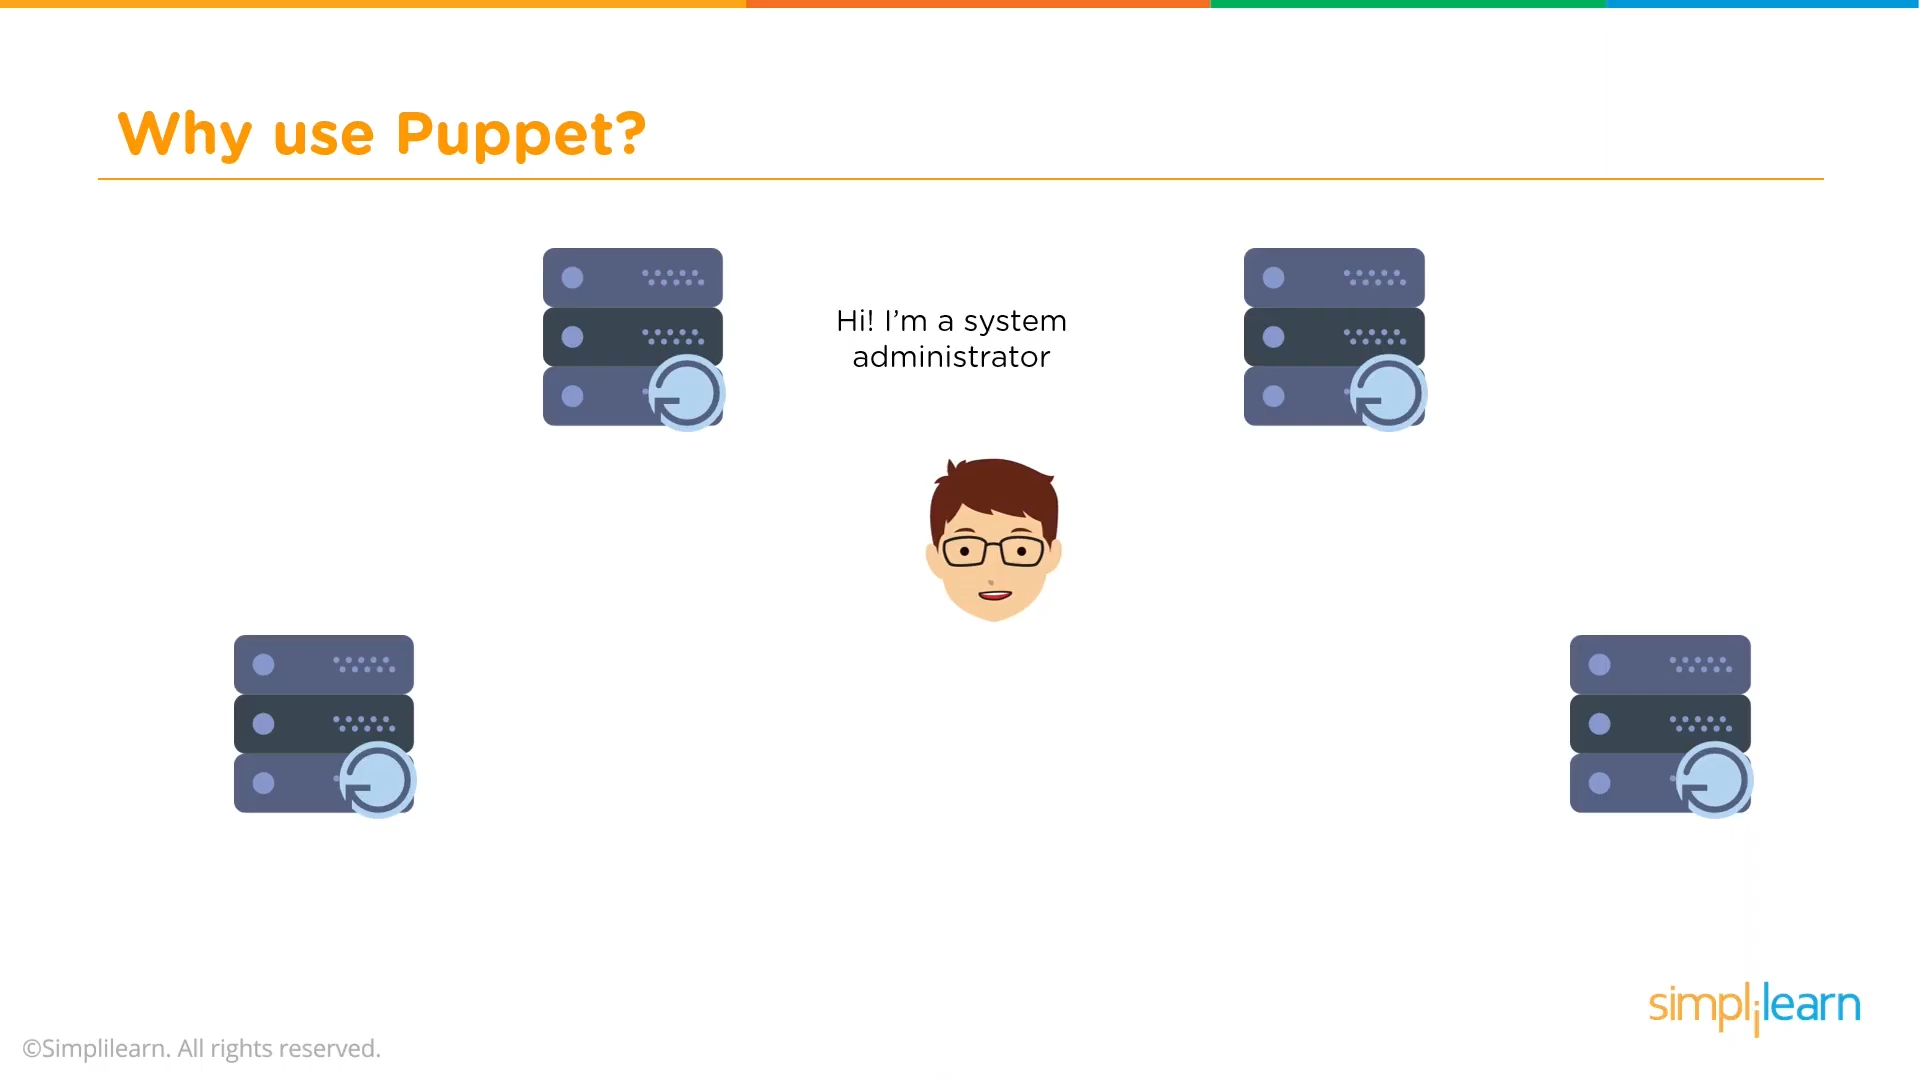 Why use Puppet?
Hi! I’m a system
administrator
simplilearn
©Simplilearn. All rights reserved.